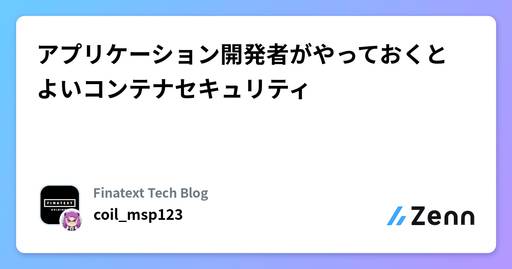 アプリケーション開発者がやっておくと
よいコンテナセキュリティ
FINATEXT
Finatext Tech Blog
coil_msp123
Zenn